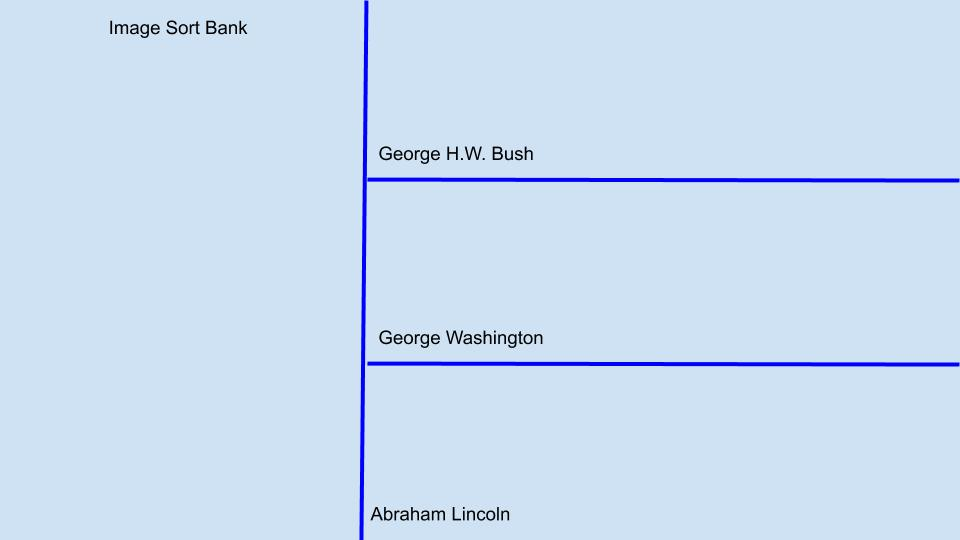 Image Sort Bank
George H.W. Bush
George Washington
Abraham Lincoln